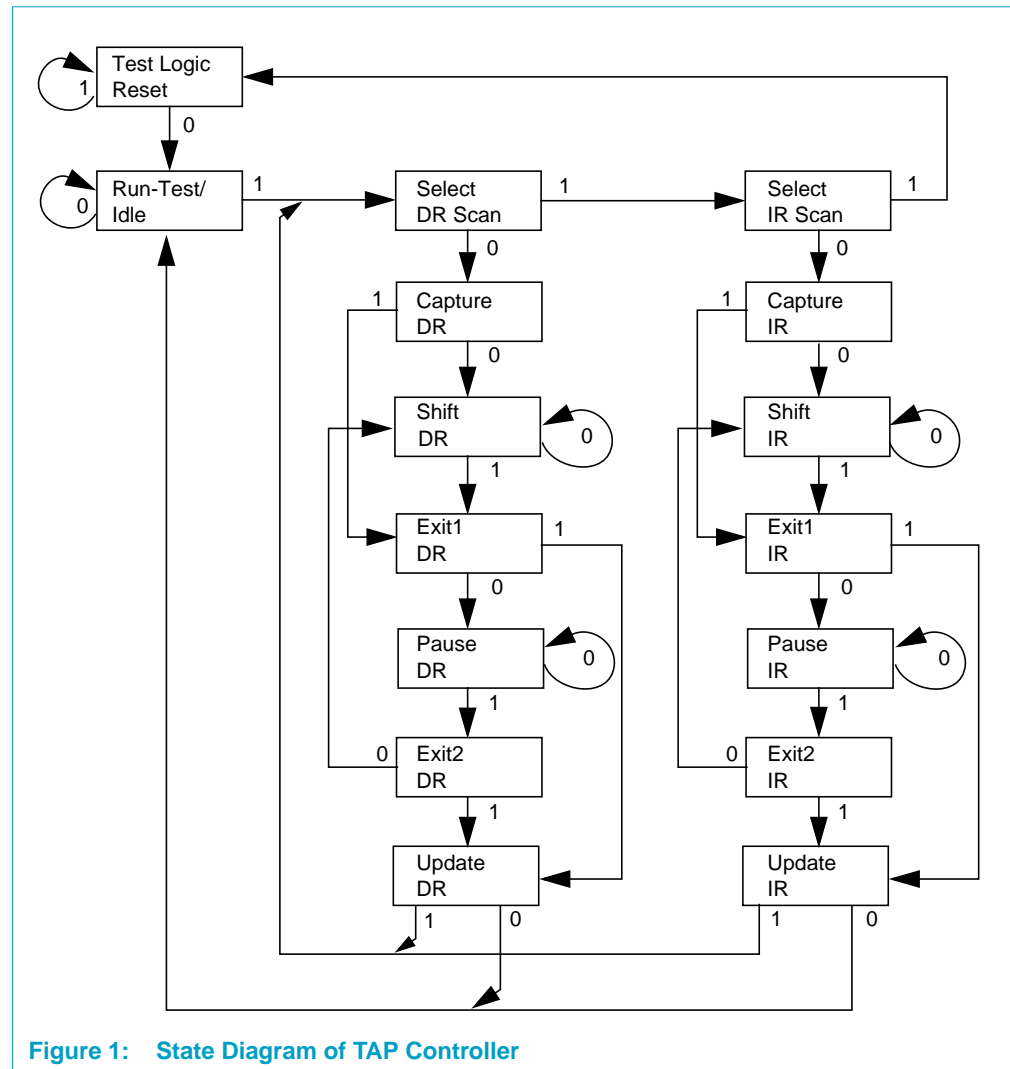 Test Logic
Reset
1
0
Run-Test/
Idle
0
1
Select
DR Scan
1
Select
IR Scan
1
0
0
Capture
DR
1
0
Capture
IR
1
0
Shift
DR
0
1
Shift
IR
0
1
Exit1
DR
1
0
Exit1
IR
1
0
Pause
DR
0
1
Pause
IR
0
1
Exit2
DR
0
1
Exit2
IR
0
1
Update
DR
1
0
Update
IR
1
0
Figure 1: State Diagram of TAP Controller